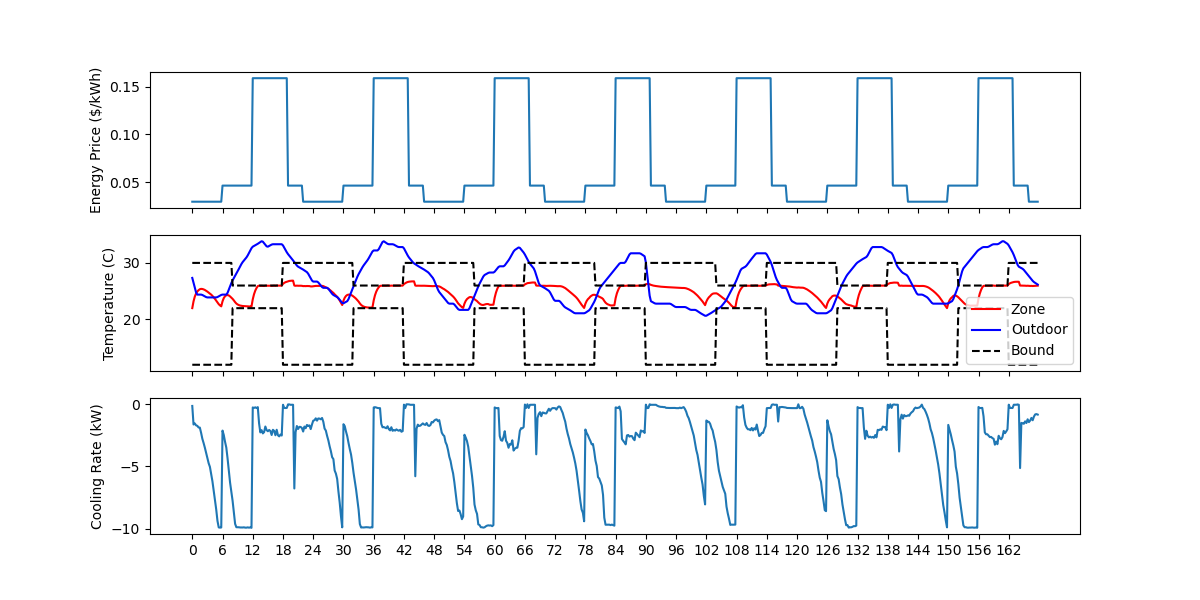 Energy Price ($/kWh)
0.15
0.10
0.05
Temperature (C)
30
20
Zone
Outdoor
Bound
Cooling Rate (kW)
0
−5
−10
0 6 12 18 24 30 36 42 48 54 60 66 72 78 84 90 96 102 108 114 120 126 132 138 144 150 156 162